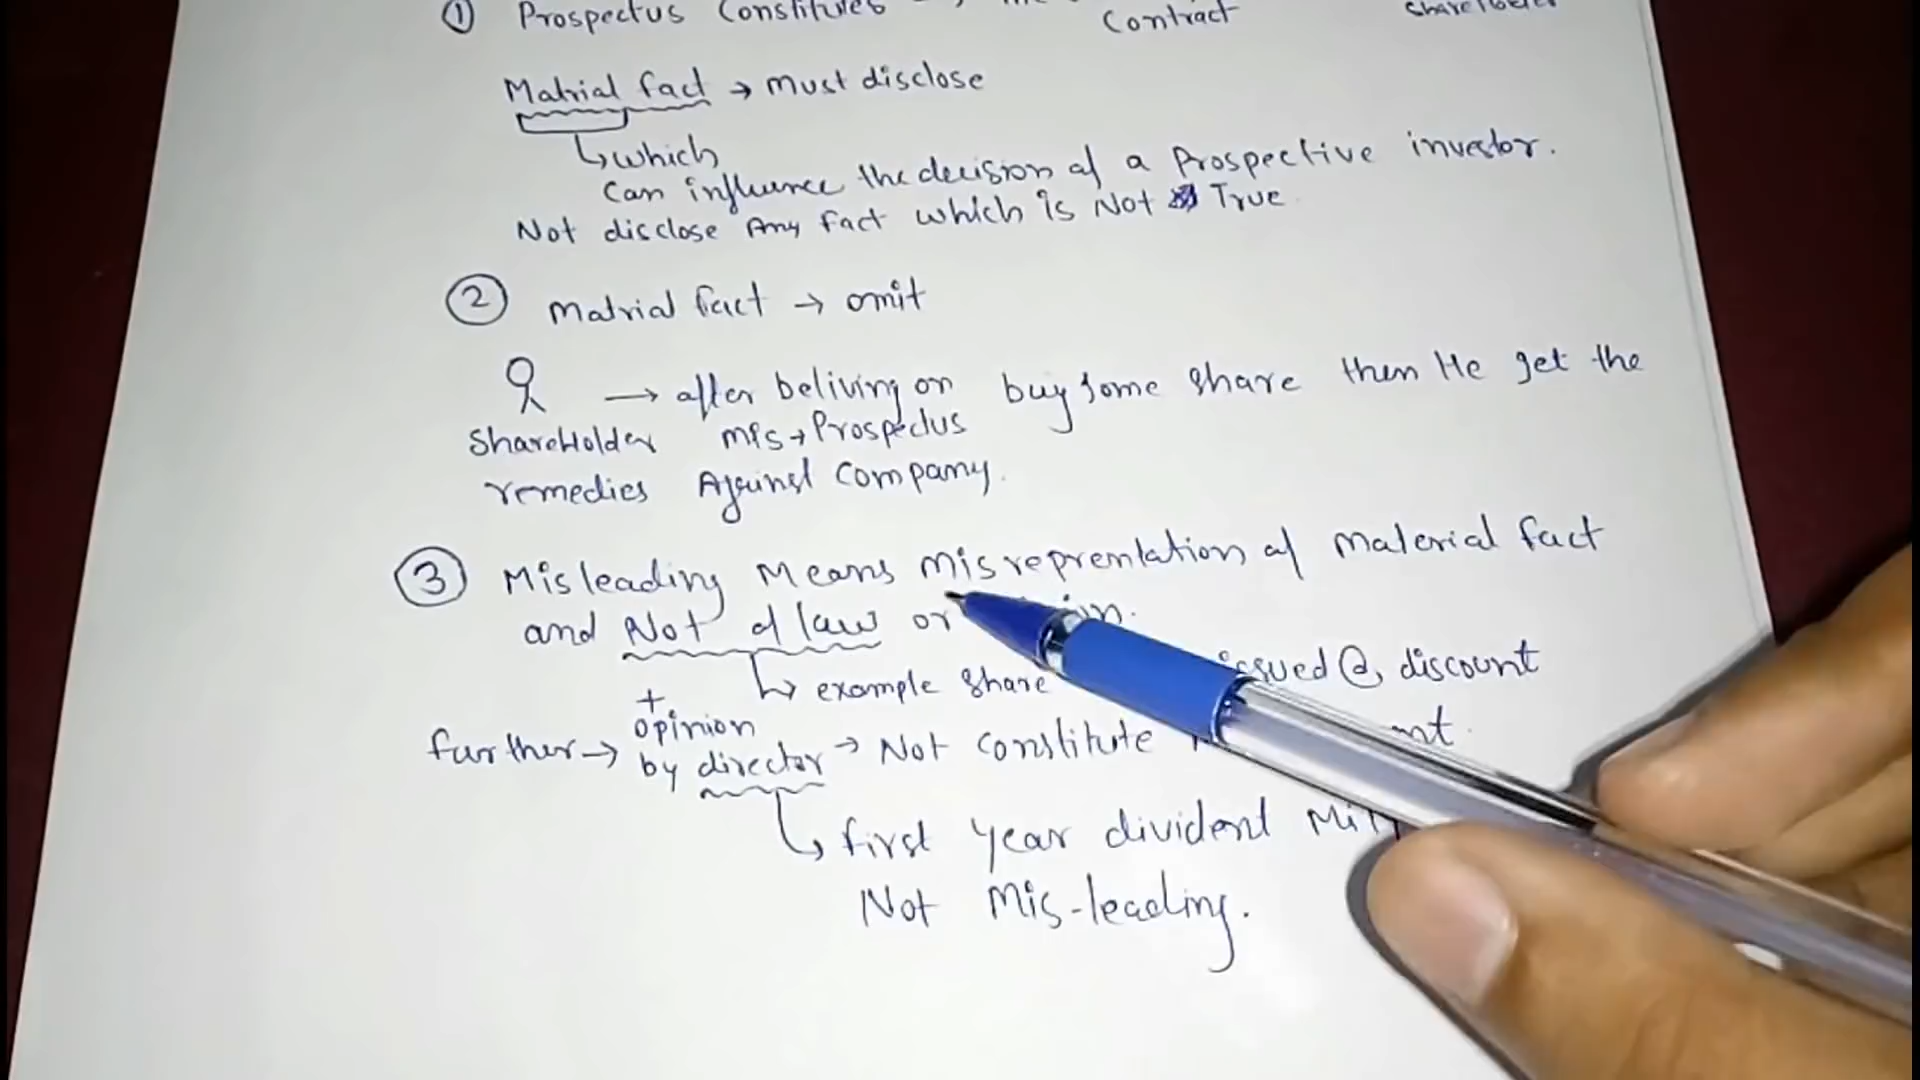 ① Prospectus Constitutes
Contract shareholder
Matrial fact → Must disclose
↳ which
Can influence the decision of a Prospective investor.
Not disclose Any fact which is Not True
② Matrial fact → omit
→ after beliving on buy some share then He get the
shareHolder mis → Prospectus
remedies Against Company.
③ Misleading Means Misreprentation of Material fact
and Not of law or
↳ example share issued @ discount
+
opinion
further → by director → Not constitute
↳ first year dividend
Not Mis-leading.